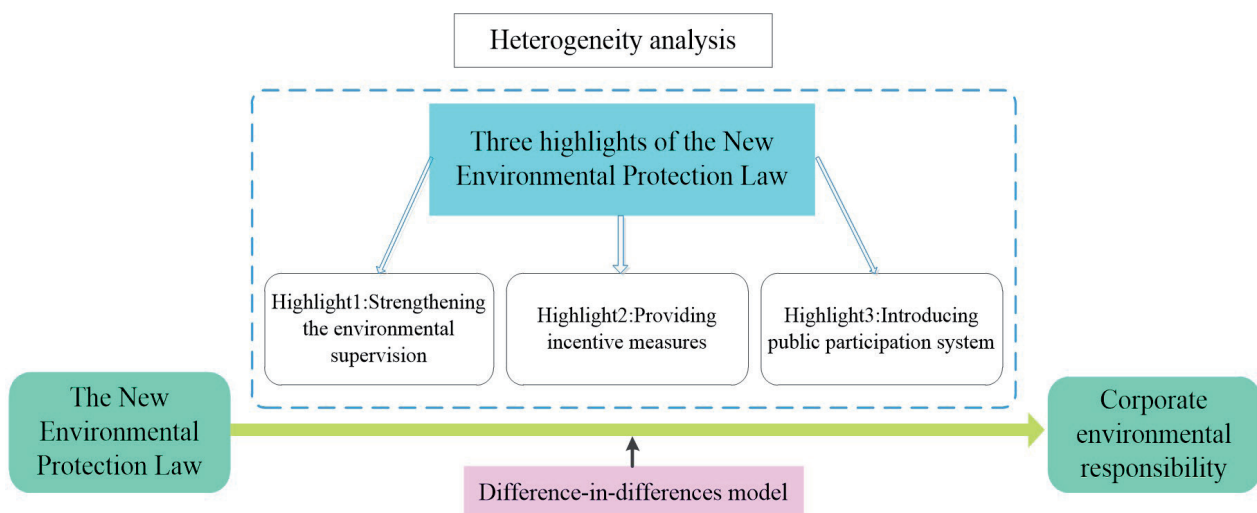 Heterogeneity analysis
Three highlights of the New
Environmental Protection Law
Highlight1:Strengthening
the environmental
supervision
Highlight2:Providing
incentive measures
Highlight3:Introducing
public participation system
The New
Environmental
Protection Law
Corporate
environmental
responsibility
Difference-in-differences model